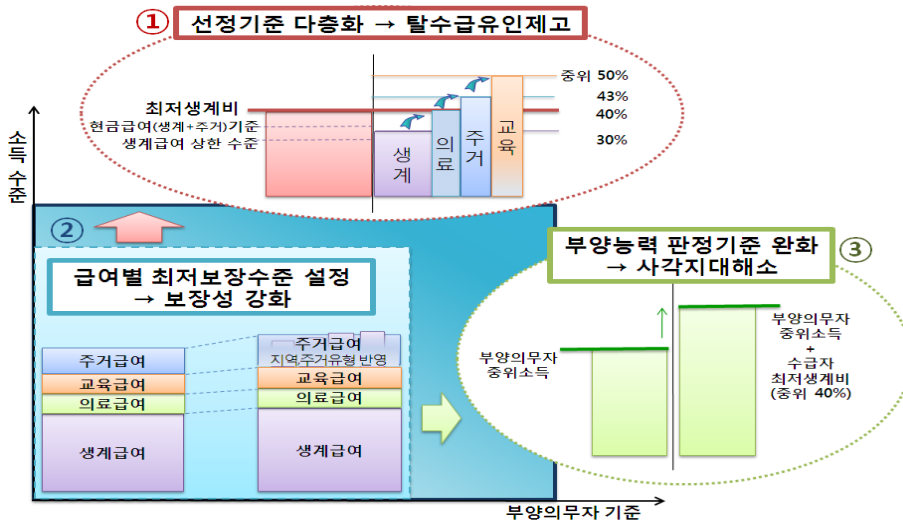 ① 선정기준 다층화 → 탈수급유인제고
중위 50%
43%
40%
30%
최저생계비
현금급여(생계+주거)기준
생계급여 상한 수준
생계
의료
주거
교육
소득 수준
②
급여별 최저보장수준 설정
→ 보장성 강화
주거급여
교육급여
의료급여
생계급여
주거급여
지역,주거유형 반영
교육급여
의료급여
생계급여
부양능력 판정기준 완화
→ 사각지대해소
③
부양의무자
중위소득
부양의무자
중위소득
+
수급자
최저생계비
(중위 40%)
부양의무자 기준